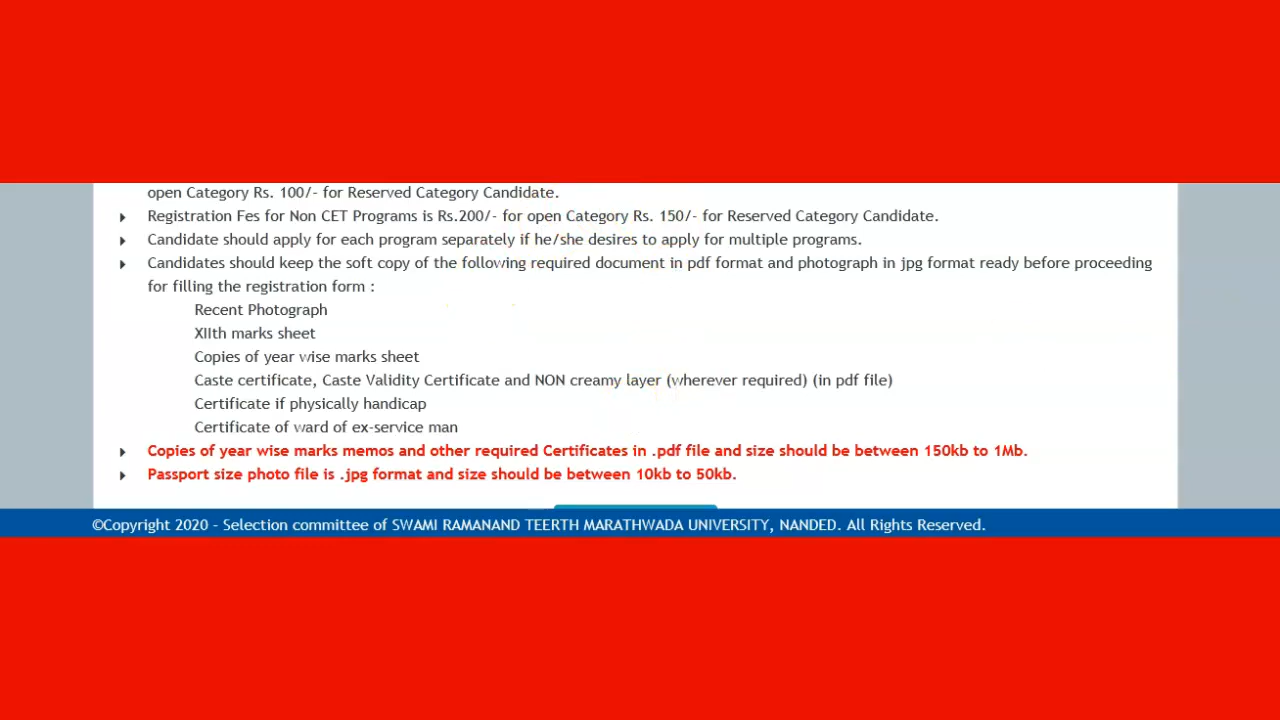 open Category Rs. 100/- for Reserved Category Candidate.
Registration Fes for Non CET Programs is Rs.200/- for open Category Rs. 150/- for Reserved Category Candidate.
Candidate should apply for each program separately if he/she desires to apply for multiple programs.
Candidates should keep the soft copy of the following required document in pdf format and photograph in jpg format ready before proceeding
for filling the registration form :
Recent Photograph
XIIth marks sheet
Copies of year wise marks sheet
Caste certificate, Caste Validity Certificate and NON creamy layer (wherever required) (in pdf file)
Certificate if physically handicap
Certificate of ward of ex-service man
Copies of year wise marks memos and other required Certificates in .pdf file and size should be between 150kb to 1Mb.
Passport size photo file is .jpg format and size should be between 10kb to 50kb.
©Copyright 2020 - Selection committee of SWAMI RAMANAND TEERTH MARATHWADA UNIVERSITY, NANDED. All Rights Reserved.